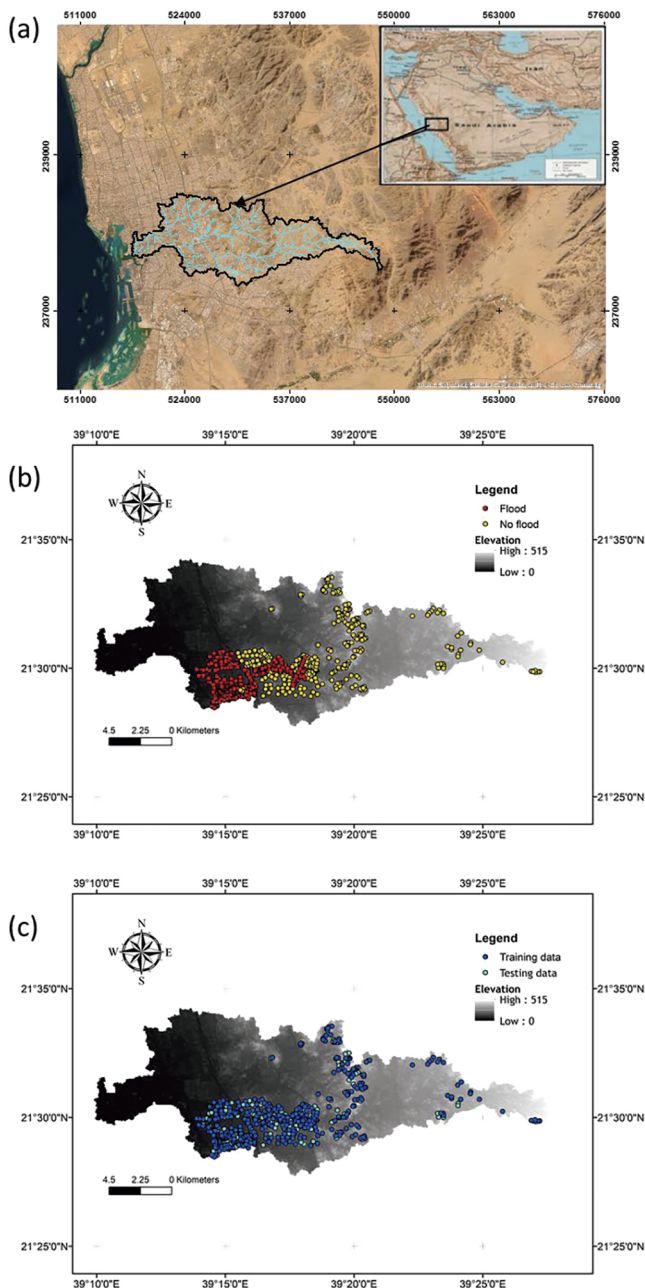 (a)
511000 524000 537000 550000 563000 576000
239000 239000
Iran
Saudi Arabia
237000 237000
511000 524000 537000 550000 563000 576000
(b)
39°10'0"E 39°15'0"E 39°20'0"E 39°25'0"E
N
W E
S
Legend
Flood
No flood
Elevation
High : 515
Low : 0
21°35'0"N 21°35'0"N
21°30'0"N 21°30'0"N
4.5 2.25 0 Kilometers
21°25'0"N 21°25'0"N
39°10'0"E 39°15'0"E 39°20'0"E 39°25'0"E
(c)
39°10'0"E 39°15'0"E 39°20'0"E 39°25'0"E
N
W E
S
Legend
Training data
Testing data
Elevation
High : 515
Low : 0
21°35'0"N 21°35'0"N
21°30'0"N 21°30'0"N
4.5 2.25 0 Kilometers
21°25'0"N 21°25'0"N
39°10'0"E 39°15'0"E 39°20'0"E 39°25'0"E